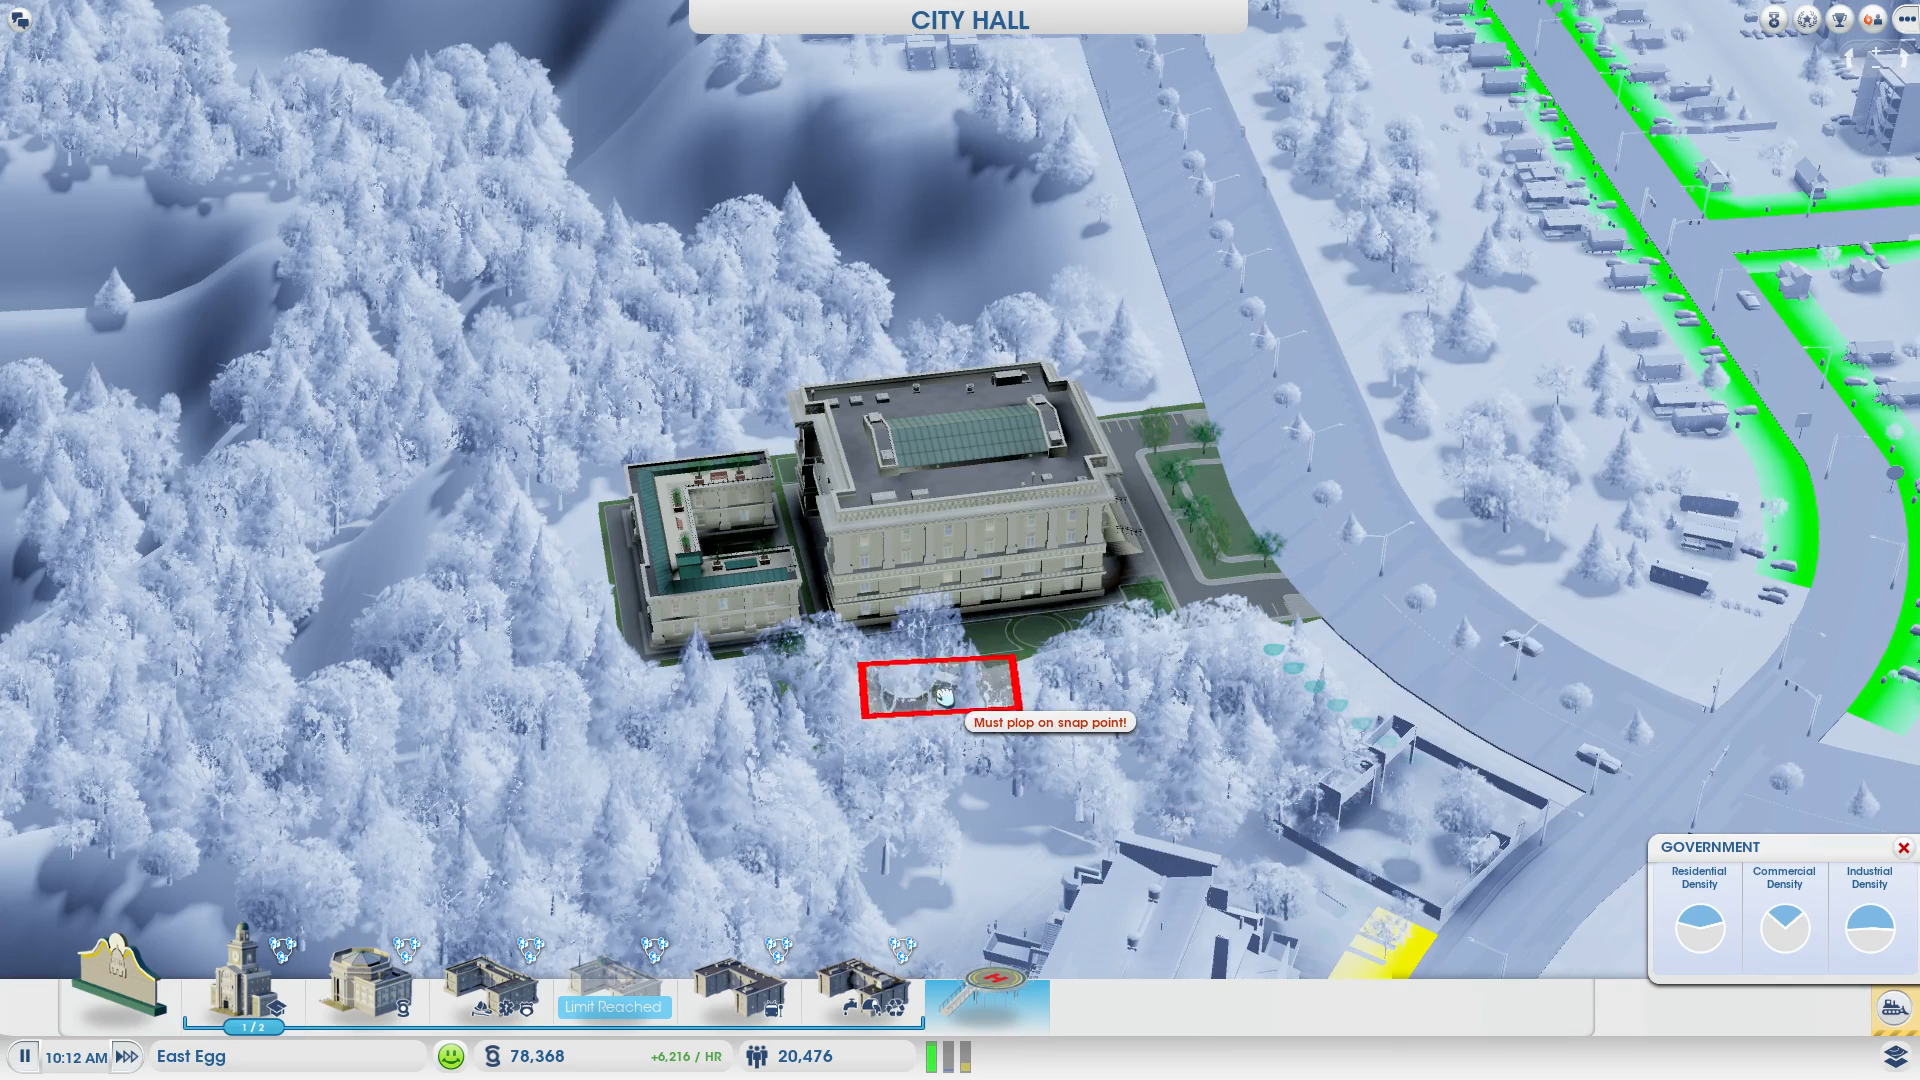 CITY HALL
Must plop on snap point!
GOVERNMENT
Residential
Density
Commercial
Density
Industrial
Density
Limit Reached
1 / 2
10:12 AM
East Egg
78,368
+6,216 / HR
20,476